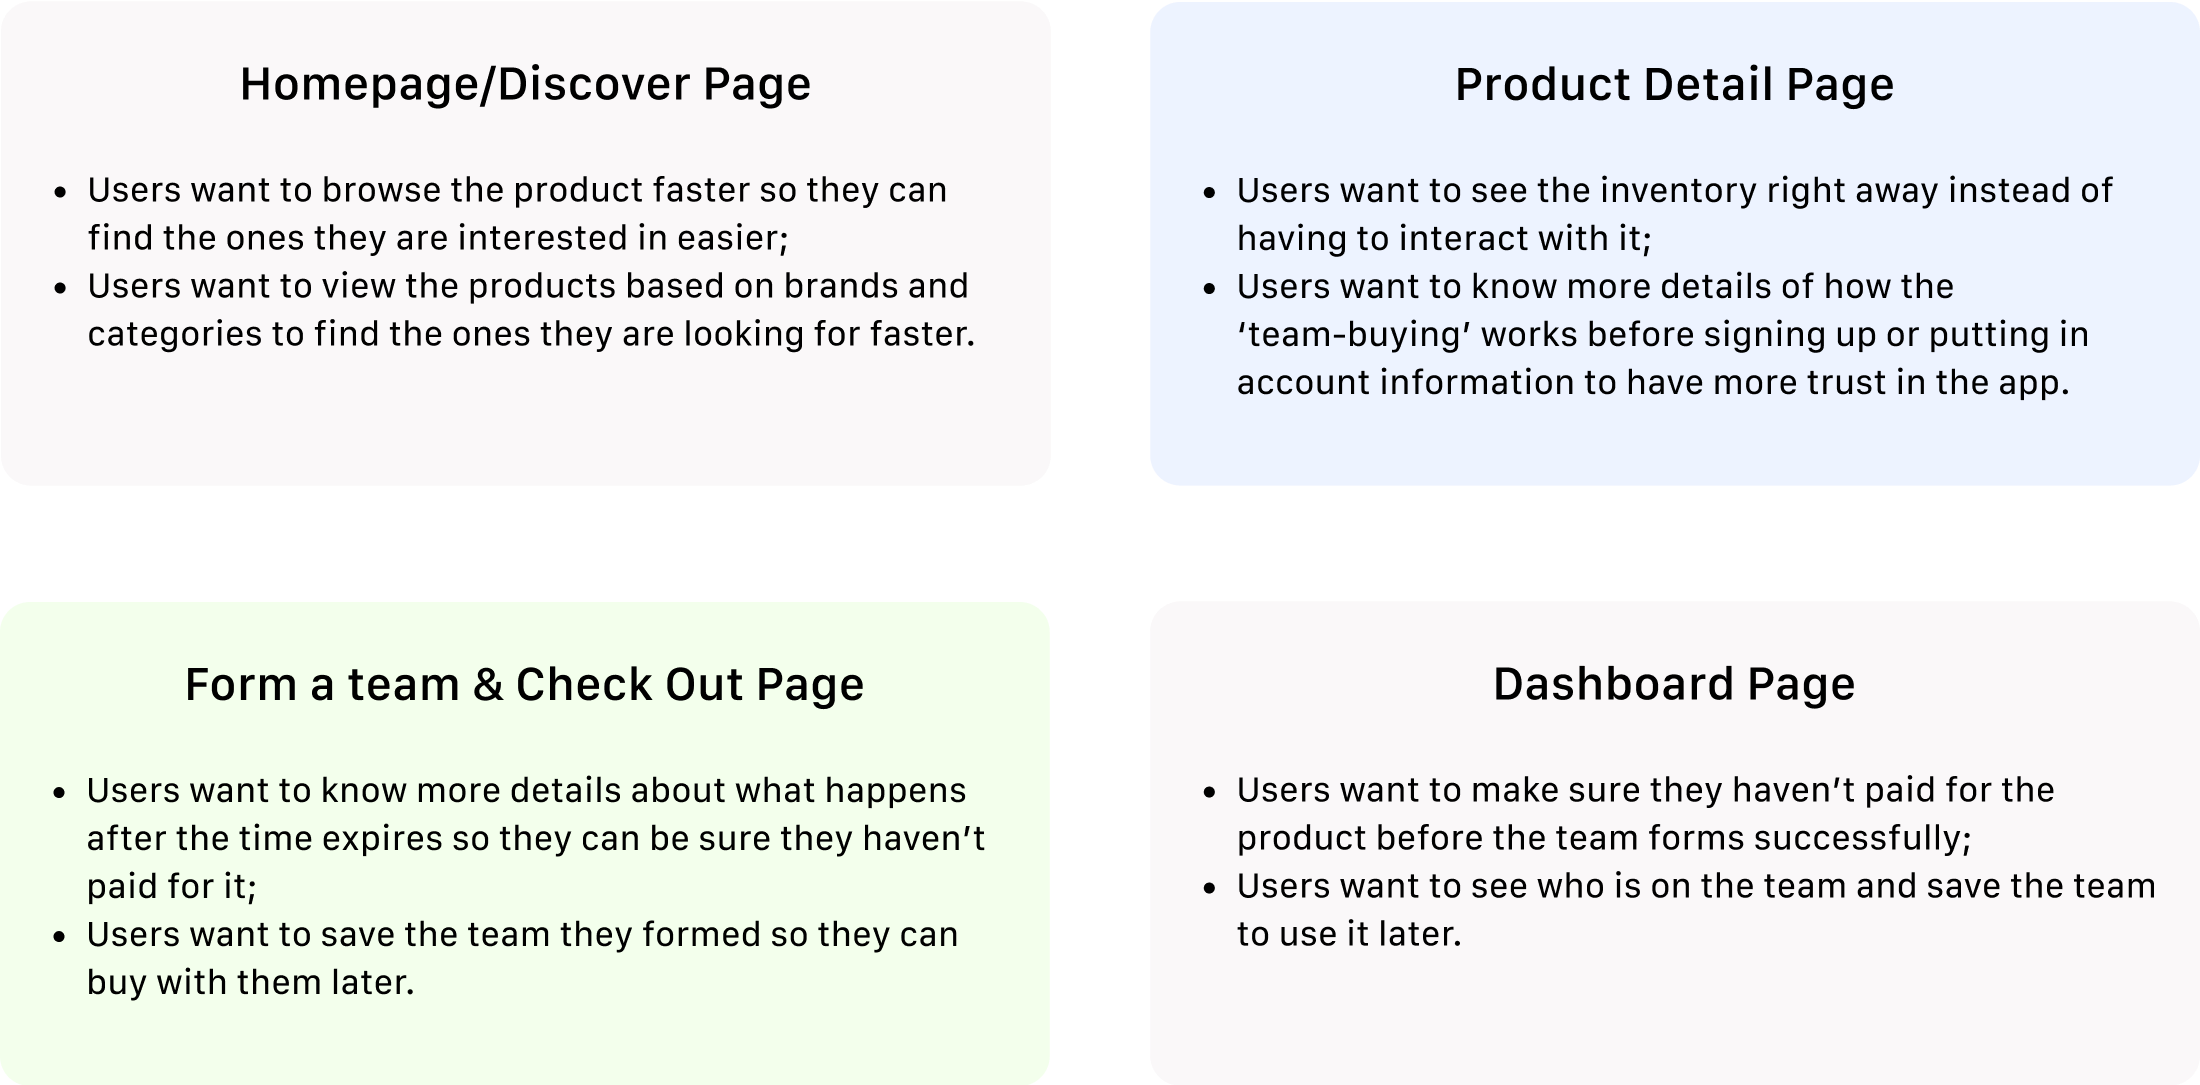 Homepage/Discover Page
• Users want to browse the product faster so they can
find the ones they are interested in easier;
• Users want to view the products based on brands and
categories to find the ones they are looking for faster.
Product Detail Page
• Users want to see the inventory right away instead of
having to interact with it;
• Users want to know more details of how the
‘team-buying’ works before signing up or putting in
account information to have more trust in the app.
Form a team & Check Out Page
• Users want to know more details about what happens
after the time expires so they can be sure they haven’t
paid for it;
• Users want to save the team they formed so they can
buy with them later.
Dashboard Page
• Users want to make sure they haven’t paid for the
product before the team forms successfully;
• Users want to see who is on the team and save the team
to use it later.